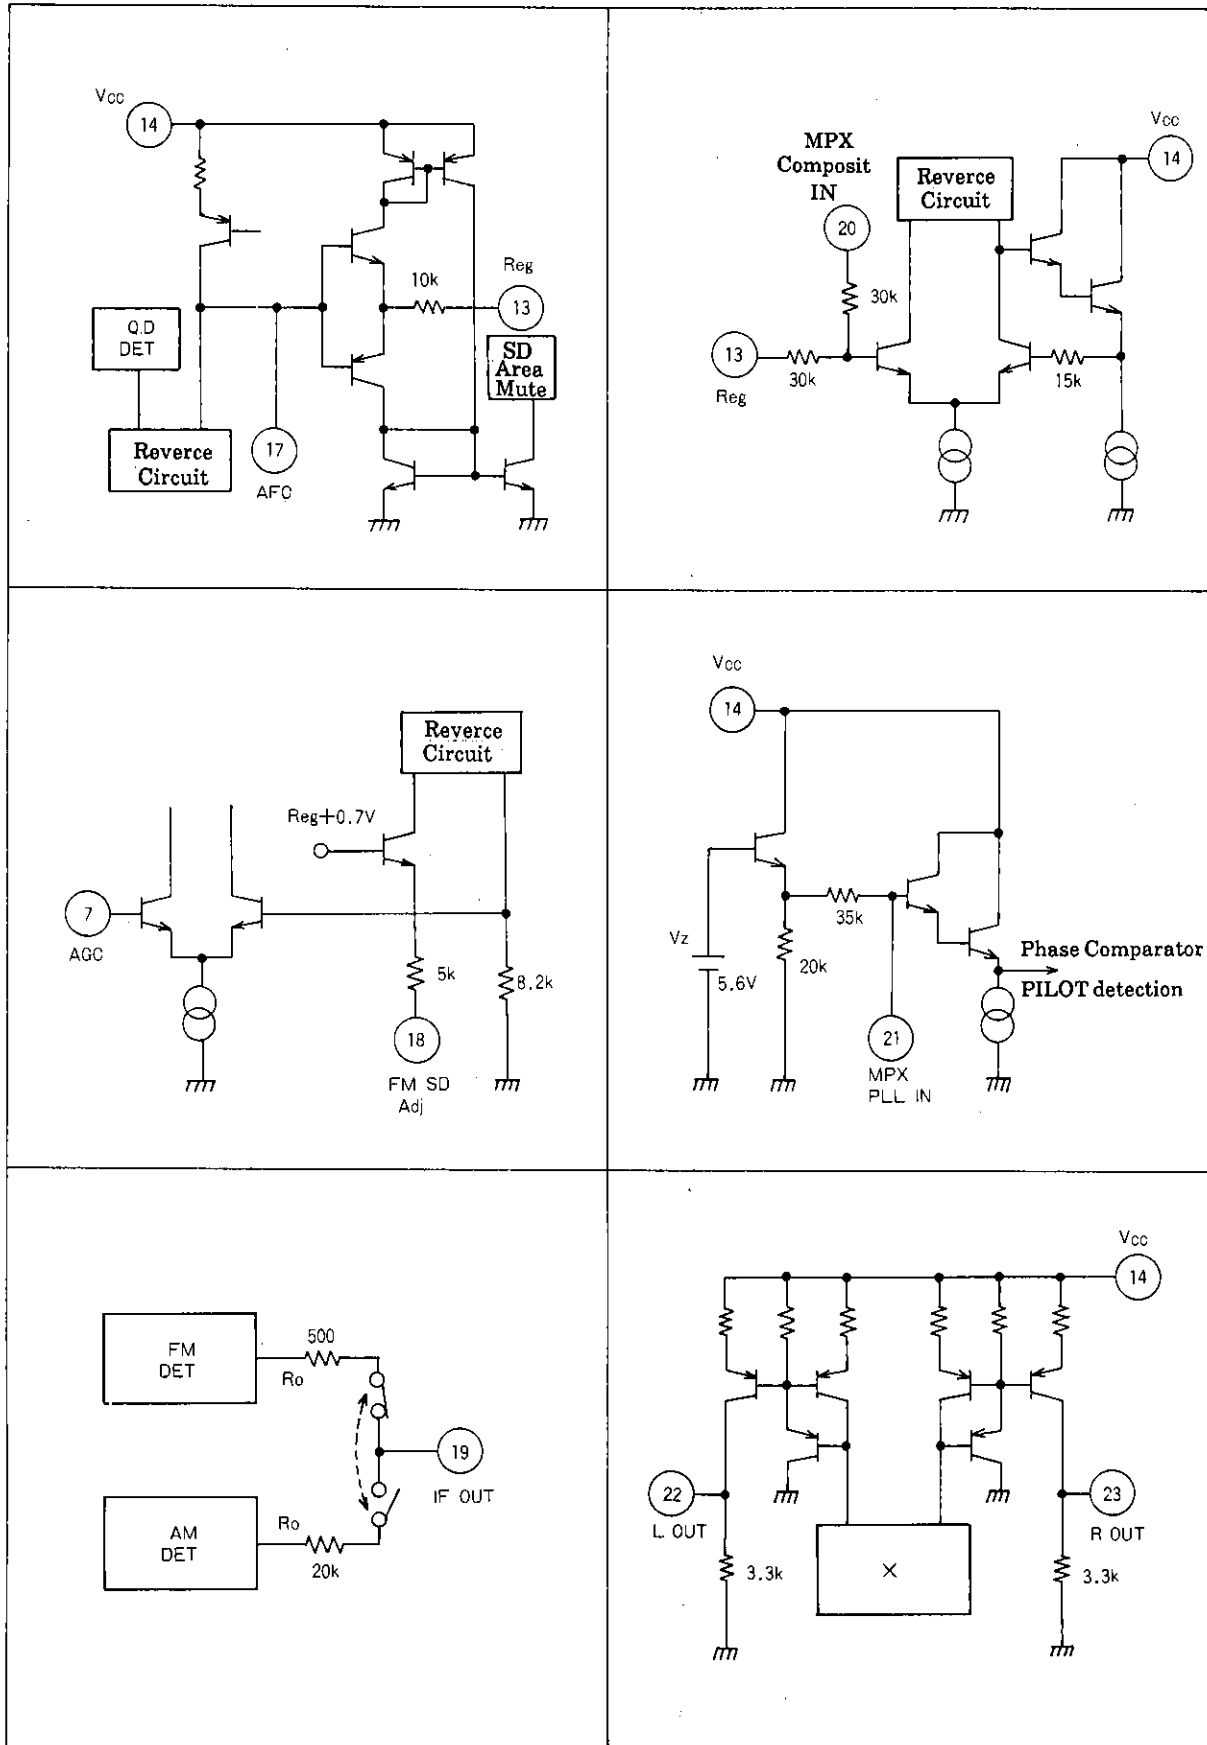 Vcc
14
10k
Reg
13
Q.D
DET
SD
Area
Mute
Reverce
Circuit
17
AFC
MPX
Composit
IN
20
Reverce
Circuit
Vcc
14
30k
13
Reg
30k
15k
Reverce
Circuit
Reg+0.7V
7
AGC
5k
8.2k
18
FM SD
Adj
Vcc
14
Vz
5.6V
20k
35k
21
MPX
PLL IN
Phase Comparator
PILOT detection
FM
DET
500
Ro
19
IF OUT
AM
DET
Ro
20k
Vcc
14
22
L OUT
3.3k
×
23
R OUT
3.3k